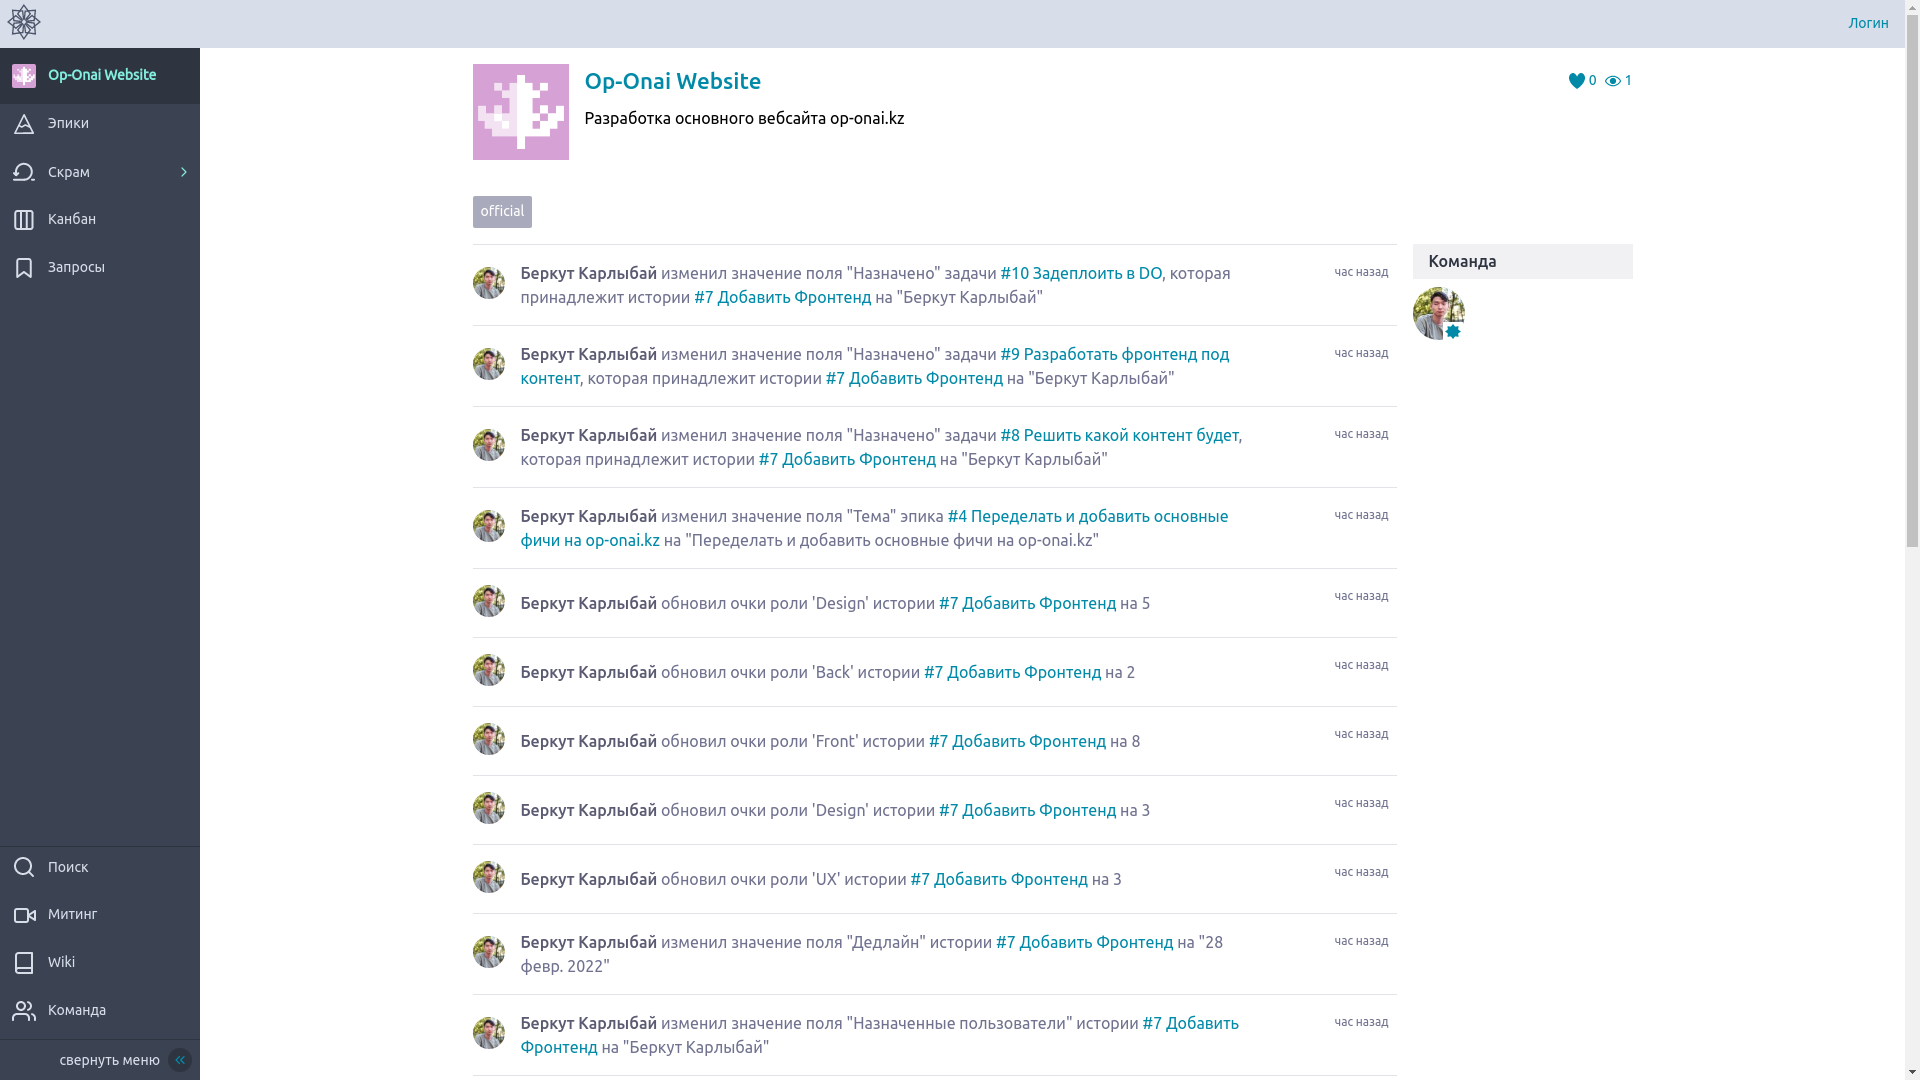 Логин
Op-Onai Website
Эпики
Скрам
Канбан
Запросы
Поиск
Митинг
Wiki
Команда
свернуть меню
Op-Onai Website
0
1
Разработка основного вебсайта op-onai.kz
official
Беркут Карлыбай изменил значение поля "Назначено" задачи #10 Задеплоить в DO, которая
принадлежит истории #7 Добавить Фронтенд на "Беркут Карлыбай"
час назад
Беркут Карлыбай изменил значение поля "Назначено" задачи #9 Разработать фронтенд под
контент, которая принадлежит истории #7 Добавить Фронтенд на "Беркут Карлыбай"
час назад
Беркут Карлыбай изменил значение поля "Назначено" задачи #8 Решить какой контент будет,
которая принадлежит истории #7 Добавить Фронтенд на "Беркут Карлыбай"
час назад
Беркут Карлыбай изменил значение поля "Тема" эпика #4 Переделать и добавить основные
фичи на op-onai.kz на "Переделать и добавить основные фичи на op-onai.kz"
час назад
Беркут Карлыбай обновил очки роли 'Design' истории #7 Добавить Фронтенд на 5
час назад
Беркут Карлыбай обновил очки роли 'Back' истории #7 Добавить Фронтенд на 2
час назад
Беркут Карлыбай обновил очки роли 'Front' истории #7 Добавить Фронтенд на 8
час назад
Беркут Карлыбай обновил очки роли 'Design' истории #7 Добавить Фронтенд на 3
час назад
Беркут Карлыбай обновил очки роли 'UX' истории #7 Добавить Фронтенд на 3
час назад
Беркут Карлыбай изменил значение поля "Дедлайн" истории #7 Добавить Фронтенд на "28
февр. 2022"
час назад
Беркут Карлыбай изменил значение поля "Назначенные пользователи" истории #7 Добавить
Фронтенд на "Беркут Карлыбай"
час назад
Команда